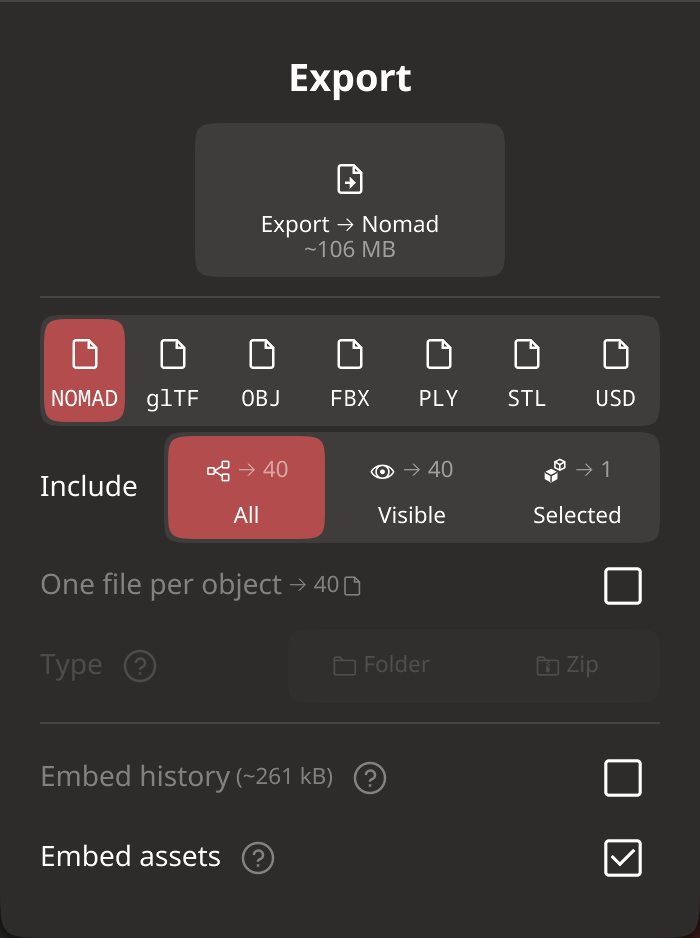 Export
Export → Nomad
~106 MB
NOMAD glTF OBJ FBX PLY STL USD
Include
→ 40 → 40 → 1
All Visible Selected
One file per object → 40
Type ? Folder Zip
Embed history (~261 kB) ?
Embed assets ?